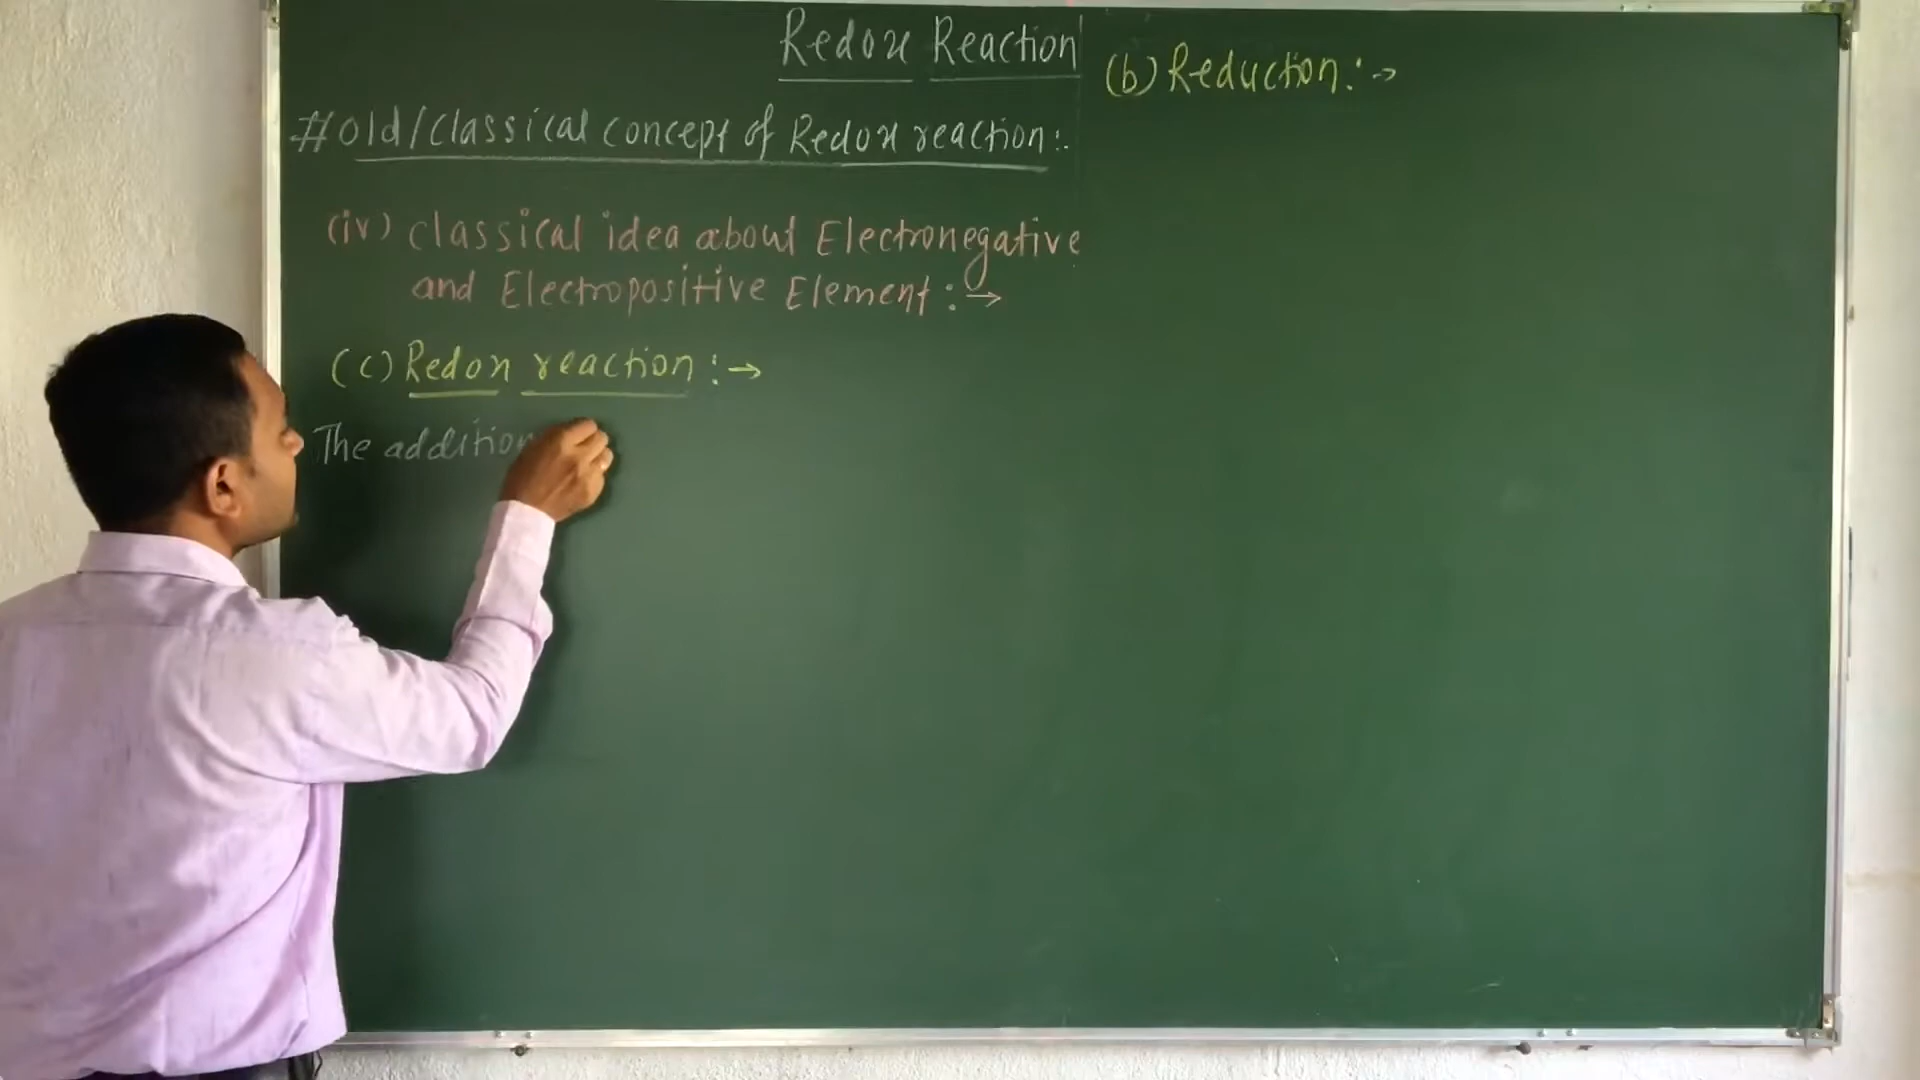 Redox Reaction
(b) Reduction:→
#Old/Classical concept of Redox reaction:.
(iv) Classical idea about Electronegative
and Electropositive Element:→
(c) Redox reaction:→
The addition